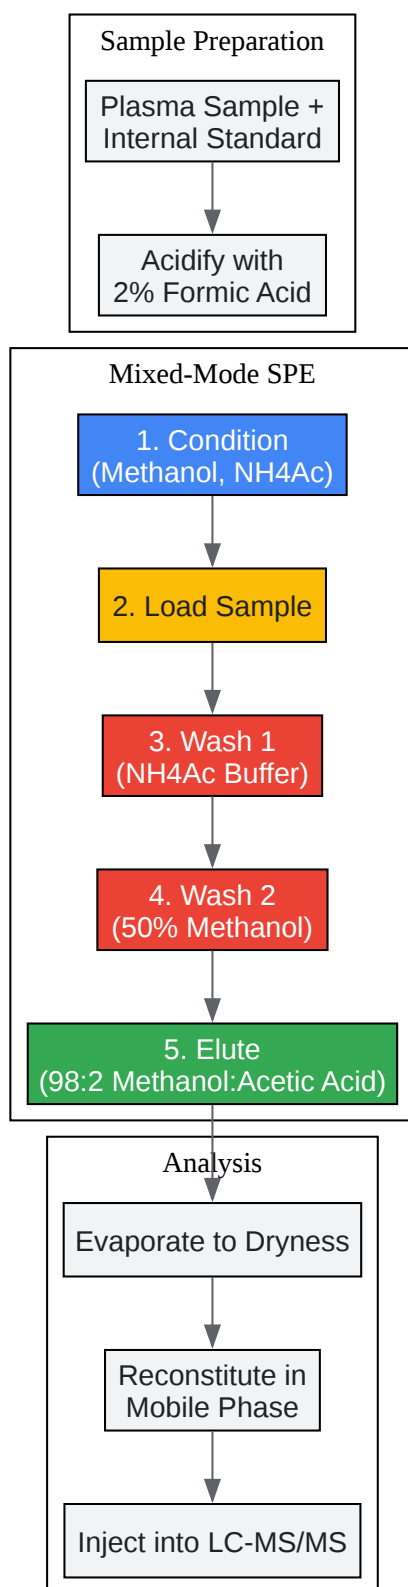 Sample Preparation
Plasma Sample +
Internal Standard
Acidify with
2% Formic Acid
Mixed-Mode SPE
1. Condition
(Methanol, NH4Ac)
2. Load Sample
3. Wash 1
(NH4Ac Buffer)
4. Wash 2
(50% Methanol)
5. Elute
(98:2 Methanol:Acetic Acid)
Analysis
Evaporate to Dryness
Reconstitute in
Mobile Phase
Inject into LC-MS/MS